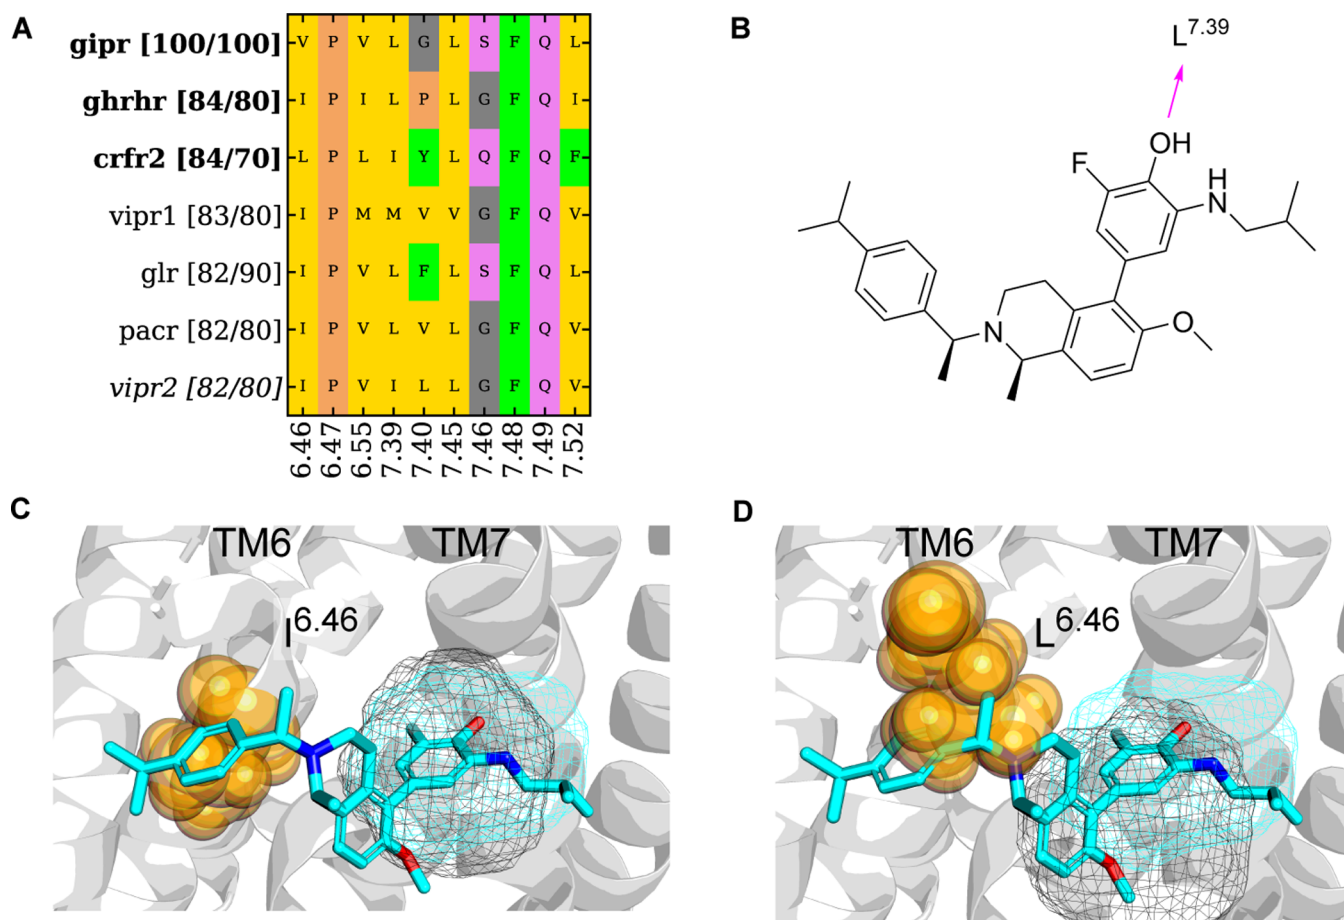 A
gipr [100/100] V P V L G L S F Q L
ghrhr [84/80] I P I L P L G F Q I
crfr2 [84/70] L P L I Y L Q F Q F
vipr1 [83/80] I P M M V V G F Q V
glr [82/90] I P V L F L S F Q L
pacr [82/80] I P V L V L G F Q V
vipr2 [82/80] I P V I L L G F Q V
6.46 6.47 6.55 7.39 7.40 7.45 7.46 7.48 7.49 7.52
B
L7.39
OH
F
H
N
N
O
C
TM6 TM7
I6.46
D
TM6 TM7
L6.46